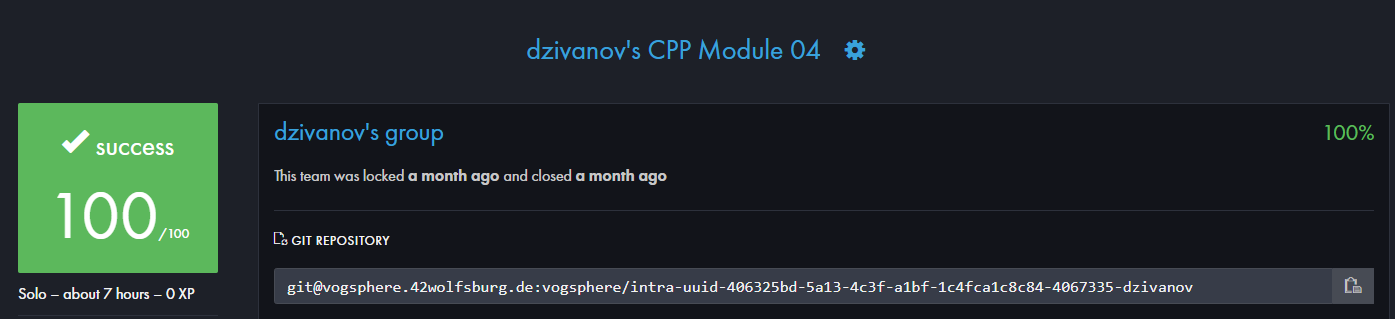 dzivanov's CPP Module 04
success
100/100
Solo – about 7 hours – 0 XP
dzivanov's group
100%
This team was locked a month ago and closed a month ago
GIT REPOSITORY
git@vogsphere.42wolfsburg.de:vogsphere/intra-uuid-406325bd-5a13-4c3f-a1bf-1c4fca1c8c84-4067335-dzivanov